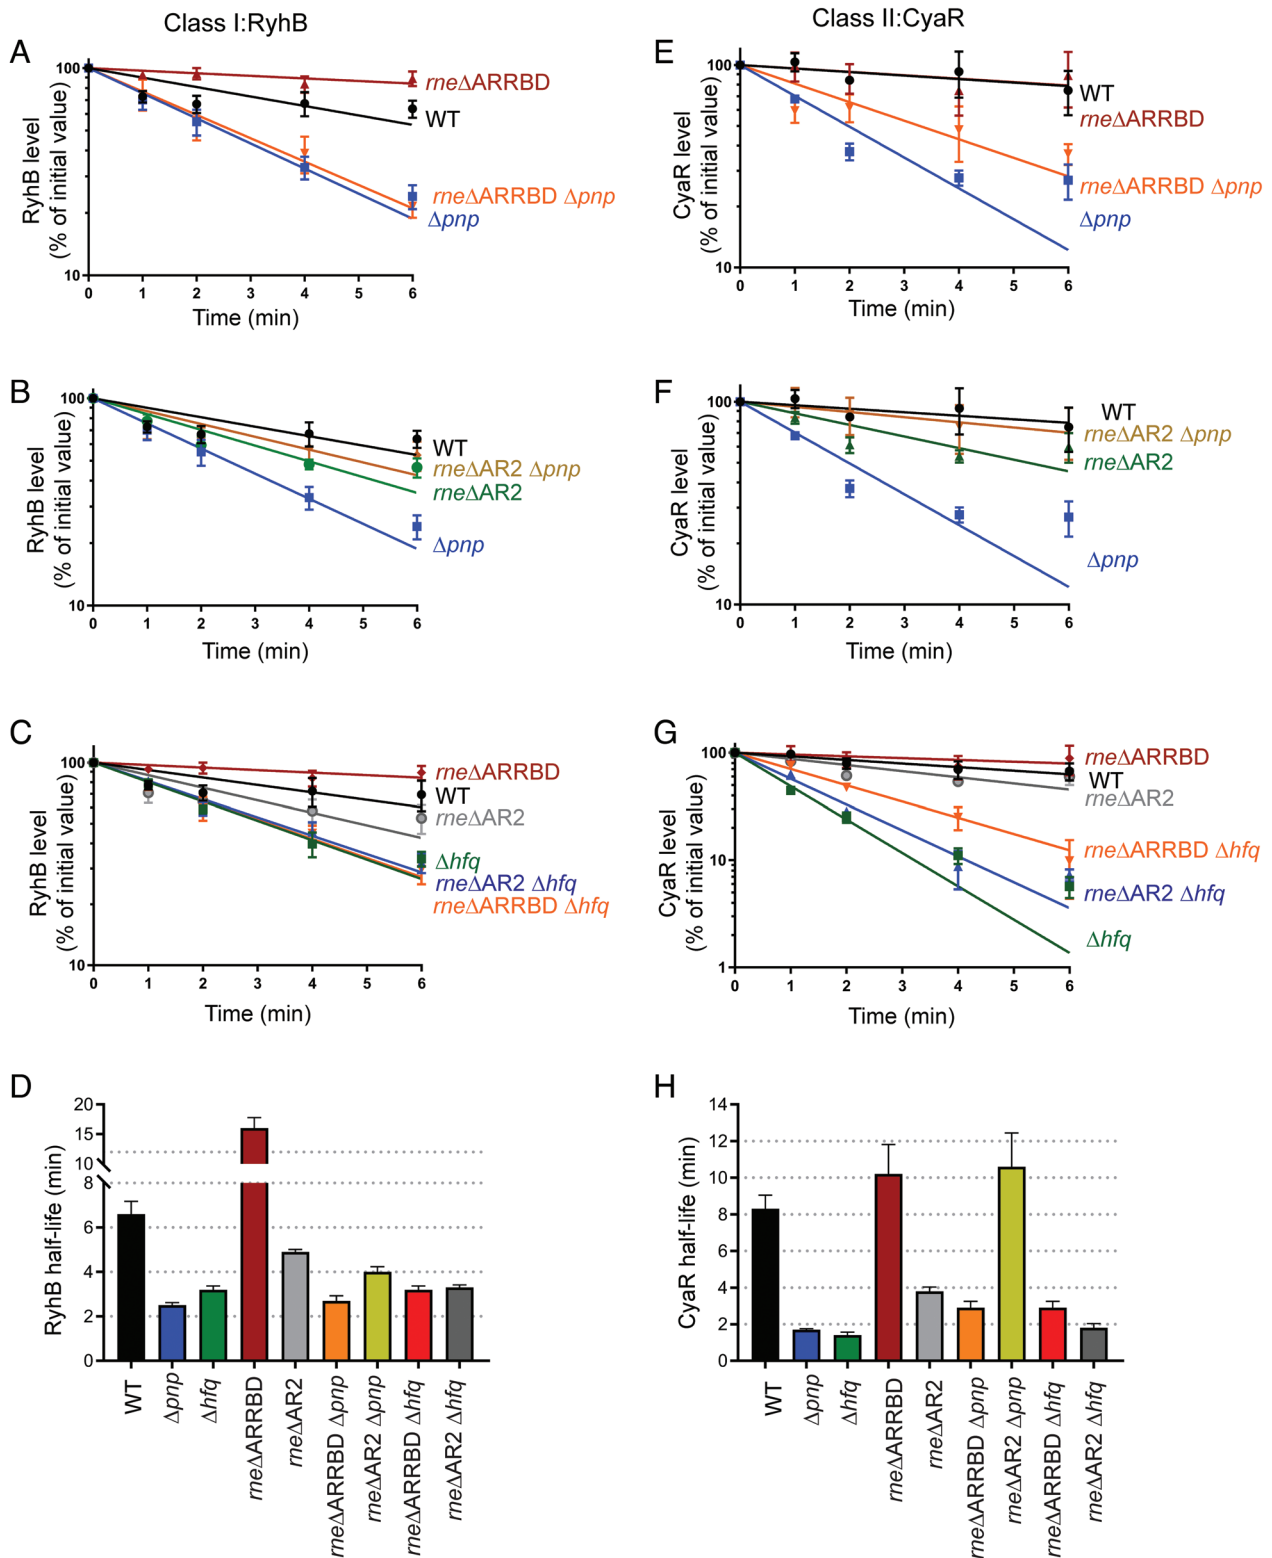 Class I:RyhB
A
RyhB level
(% of initial value)
100
10
0 1 2 3 4 5 6
Time (min)
rneΔARRBD
WT
rneΔARRBD Δpnp
Δpnp
B
RyhB level
(% of initial value)
100
10
0 1 2 3 4 5 6
Time (min)
WT
rneΔAR2 Δpnp
rneΔAR2
Δpnp
C
RyhB level
(% of initial value)
100
10
0 1 2 3 4 5 6
Time (min)
rneΔARRBD
WT
rneΔAR2
Δhfq
rneΔAR2 Δhfq
rneΔARRBD Δhfq
D
RyhB half-life (min)
20
15
10
8
6
4
2
0
WT
Δpnp
Δhfq
rneΔARRBD
rneΔAR2
rneΔARRBD Δpnp
rneΔAR2 Δpnp
rneΔARRBD Δhfq
rneΔAR2 Δhfq
Class II:CyaR
E
CyaR level
(% of initial value)
100
10
0 1 2 3 4 5 6
Time (min)
WT
rneΔARRBD
rneΔARRBD Δpnp
Δpnp
F
CyaR level
(% of initial value)
100
10
0 1 2 3 4 5 6
Time (min)
WT
rneΔAR2 Δpnp
rneΔAR2
Δpnp
G
CyaR level
(% of initial value)
100
10
1
0 1 2 3 4 5 6
Time (min)
rneΔARRBD
WT
rneΔAR2
rneΔARRBD Δhfq
rneΔAR2 Δhfq
Δhfq
H
CyaR half-life (min)
14
12
10
8
6
4
2
0
WT
Δpnp
Δhfq
rneΔARRBD
rneΔAR2
rneΔARRBD Δpnp
rneΔAR2 Δpnp
rneΔARRBD Δhfq
rneΔAR2 Δhfq